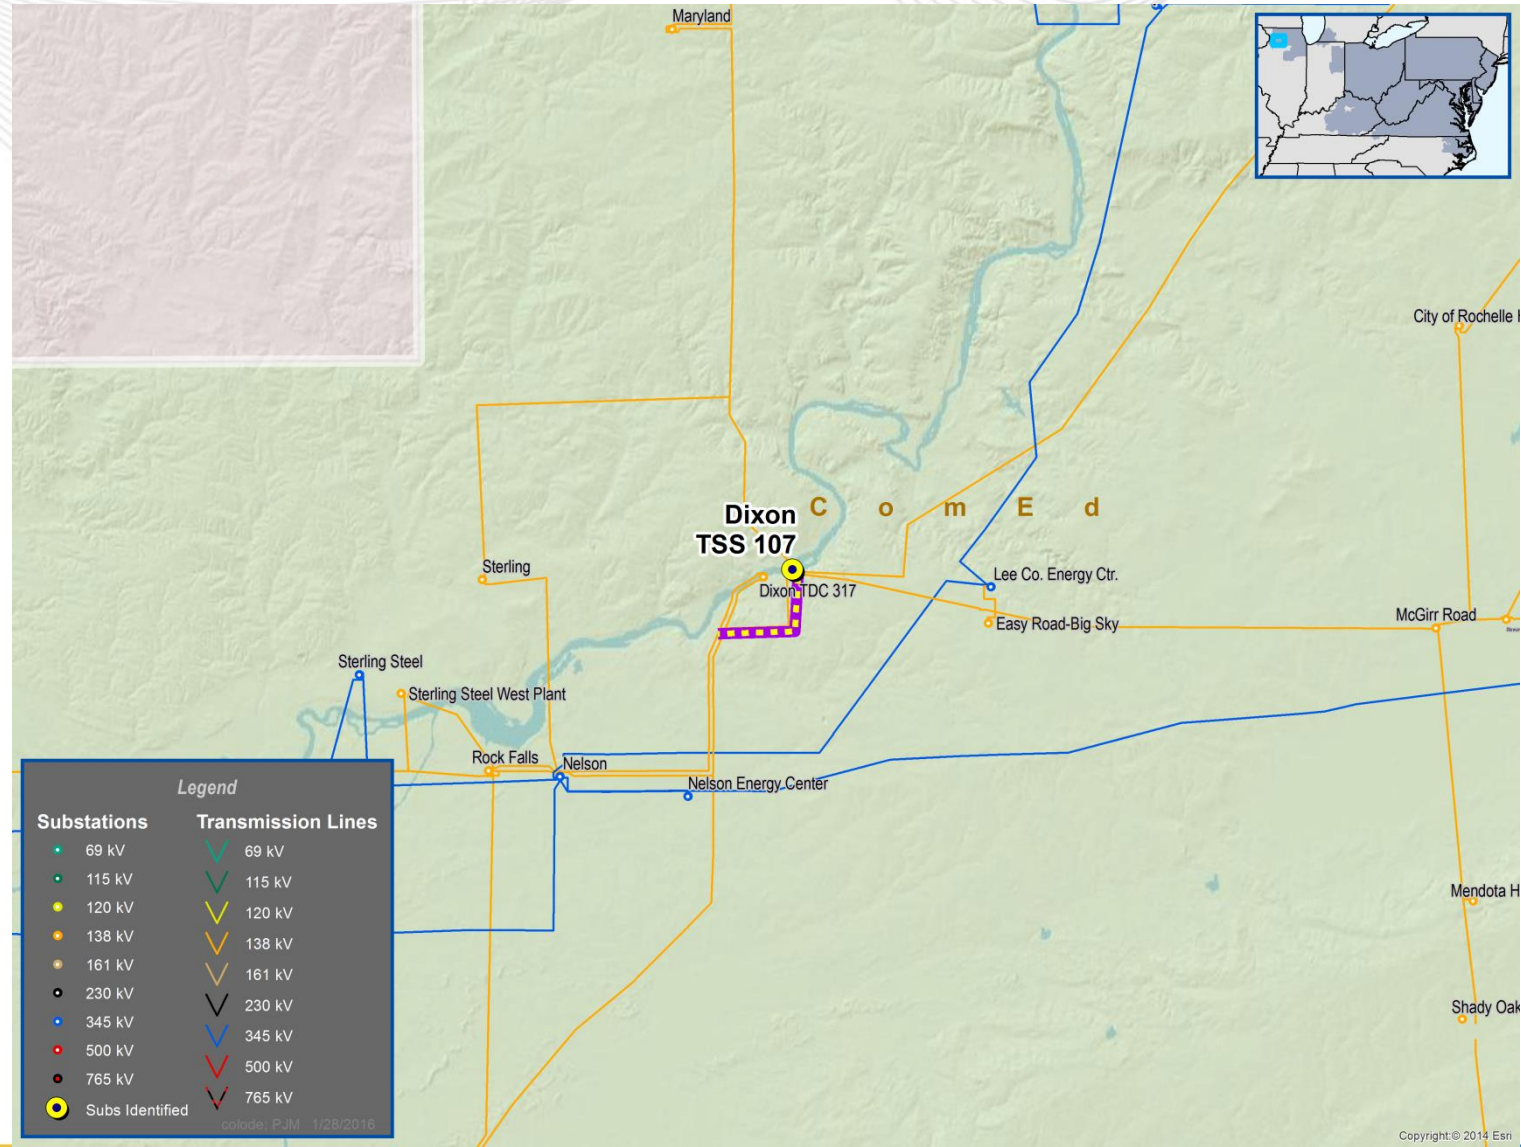 Maryland
City of Rochelle
Dixon
TSS 107
C o m E d
Sterling
Dixon TDC 317
Lee Co. Energy Ctr.
Easy Road-Big Sky
McGirr Road
Sterling Steel
Sterling Steel West Plant
Rock Falls
Nelson
Nelson Energy Center
Mendota H
Shady Oak
Legend
Substations
69 kV
115 kV
120 kV
138 kV
161 kV
230 kV
345 kV
500 kV
765 kV
Subs Identified
Transmission Lines
69 kV
115 kV
120 kV
138 kV
161 kV
230 kV
345 kV
500 kV
765 kV
colode; PJM 1/28/2016
Copyright:© 2014 Esri